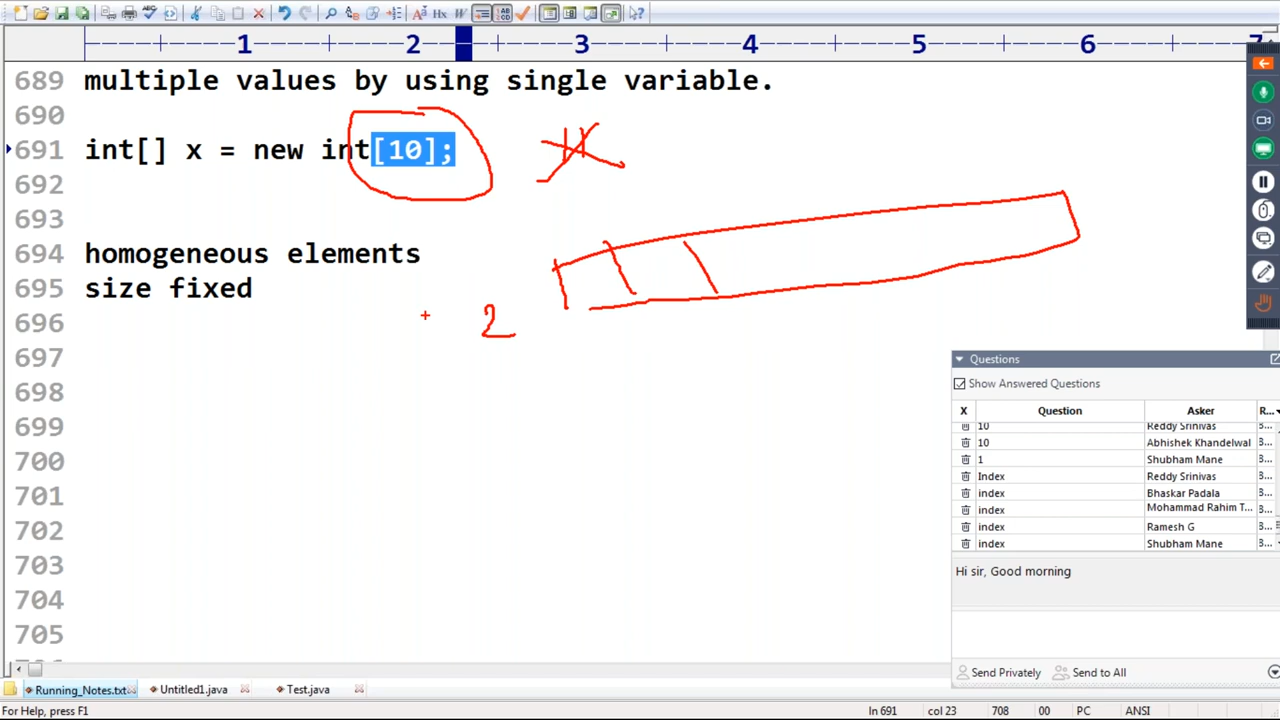 1 2 3 4 5 6 7
689 multiple values by using single variable.
690
691 int[] x = new int[10];
692
693
694 homogeneous elements
695 size fixed
696
2
697
698
699
700
701
702
703
704
705
Questions
Show Answered Questions
X Question Asker R...
10 Reddy Srinivas B...
10 Abhishek Khandelwal B...
1 Shubham Mane B...
Index Reddy Srinivas B...
index Bhaskar Padala B...
index Mohammad Rahim T... B...
index Ramesh G B...
index Shubham Mane B...
Hi sir, Good morning
Send Privately Send to All
Running_Notes.txt Untitled1.java Test.java
For Help, press F1 ln 691 col 23 708 00 PC ANSI